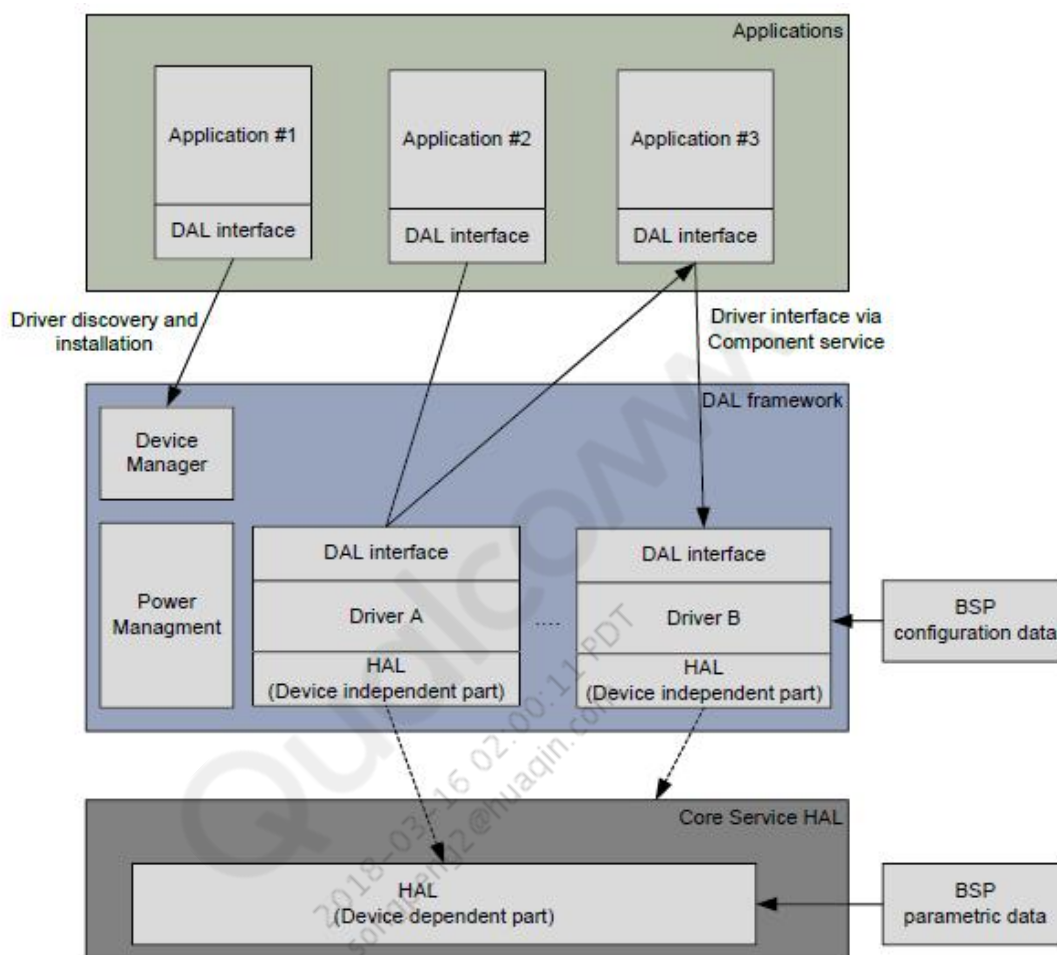 Applications
Application #1
Application #2
Application #3
DAL interface
DAL interface
DAL interface
Driver discovery and
installation
Driver interface via
Component service
DAL framework
Device
Manager
Power
Managment
DAL interface
Driver A
HAL
(Device independent part)
....
DAL interface
Driver B
HAL
(Device independent part)
BSP
configuration data
Core Service HAL
HAL
(Device dependent part)
BSP
parametric data
Qualcomm
2018-03-16 02:00:11 PDT
songpeng2@huaqin.com